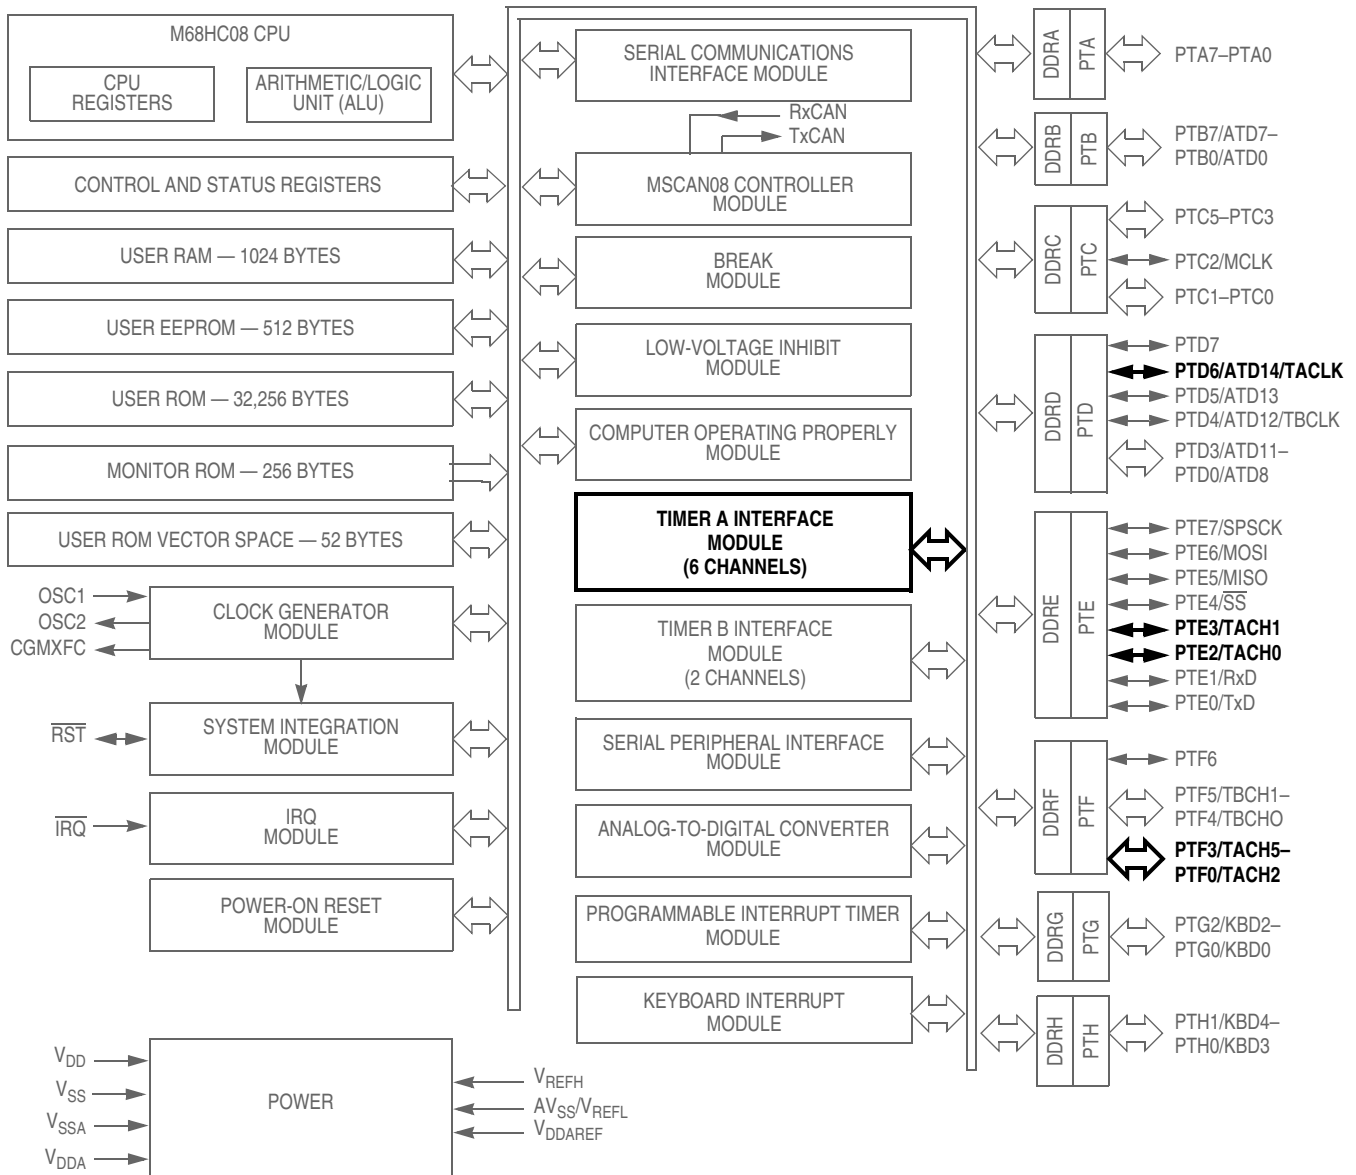 M68HC08 CPU
CPU
REGISTERS
ARITHMETIC/LOGIC
UNIT (ALU)
CONTROL AND STATUS REGISTERS
USER RAM — 1024 BYTES
USER EEPROM — 512 BYTES
USER ROM — 32,256 BYTES
MONITOR ROM — 256 BYTES
USER ROM VECTOR SPACE — 52 BYTES
OSC1
OSC2
CGMXFC
CLOCK GENERATOR
MODULE
RST
SYSTEM INTEGRATION
MODULE
IRQ
IRQ
MODULE
POWER-ON RESET
MODULE
VDD
VSS
VSSA
VDDA
POWER
VREFH
AVSS/VREFL
VDDAREF
SERIAL COMMUNICATIONS
INTERFACE MODULE
RxCAN
TxCAN
MSCAN08 CONTROLLER
MODULE
BREAK
MODULE
LOW-VOLTAGE INHIBIT
MODULE
COMPUTER OPERATING PROPERLY
MODULE
TIMER A INTERFACE
MODULE
(6 CHANNELS)
TIMER B INTERFACE
MODULE
(2 CHANNELS)
SERIAL PERIPHERAL INTERFACE
MODULE
ANALOG-TO-DIGITAL CONVERTER
MODULE
PROGRAMMABLE INTERRUPT TIMER
MODULE
KEYBOARD INTERRUPT
MODULE
DDRA
PTA
PTA7–PTA0
DDRB
PTB
PTB7/ATD7–
PTB0/ATD0
DDRC
PTC
PTC5–PTC3
PTC2/MCLK
PTC1–PTC0
DDRD
PTD
PTD7
PTD6/ATD14/TACLK
PTD5/ATD13
PTD4/ATD12/TBCLK
PTD3/ATD11–
PTD0/ATD8
DDRE
PTE
PTE7/SPSCK
PTE6/MOSI
PTE5/MISO
PTE4/SS
PTE3/TACH1
PTE2/TACH0
PTE1/RxD
PTE0/TxD
DDRF
PTF
PTF6
PTF5/TBCH1–
PTF4/TBCHO
PTF3/TACH5–
PTF0/TACH2
DDRG
PTG
PTG2/KBD2–
PTG0/KBD0
DDRH
PTH
PTH1/KBD4–
PTH0/KBD3